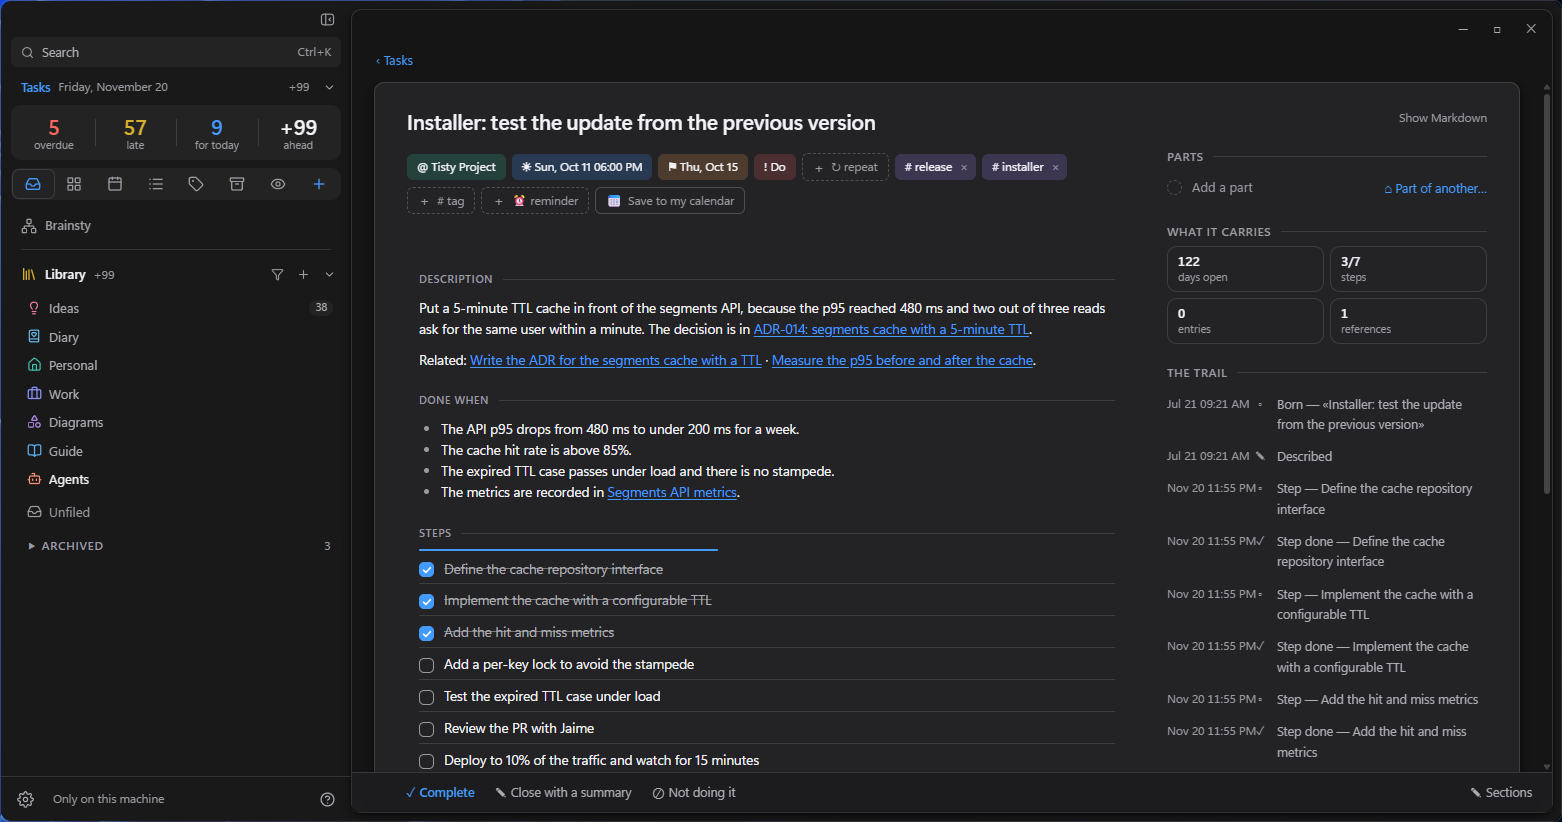 Search
Ctrl+K
Tasks Friday, November 20 +99
5 overdue
57 late
9 for today
+99 ahead
Brainsty
Library +99
Ideas 38
Diary
Personal
Work
Diagrams
Guide
Agents
Unfiled
ARCHIVED 3
Only on this machine
‹ Tasks
Installer: test the update from the previous version
Show Markdown
@ Tisty Project
Sun, Oct 11 06:00 PM
Thu, Oct 15
! Do
+ ↻ repeat
# release ×
# installer ×
+ # tag
+ reminder
Save to my calendar
DESCRIPTION
Put a 5-minute TTL cache in front of the segments API, because the p95 reached 480 ms and two out of three reads
ask for the same user within a minute. The decision is in ADR-014: segments cache with a 5-minute TTL.
Related: Write the ADR for the segments cache with a TTL · Measure the p95 before and after the cache.
DONE WHEN
• The API p95 drops from 480 ms to under 200 ms for a week.
• The cache hit rate is above 85%.
• The expired TTL case passes under load and there is no stampede.
• The metrics are recorded in Segments API metrics.
STEPS
Define the cache repository interface
Implement the cache with a configurable TTL
Add the hit and miss metrics
Add a per-key lock to avoid the stampede
Test the expired TTL case under load
Review the PR with Jaime
Deploy to 10% of the traffic and watch for 15 minutes
PARTS
Add a part
Part of another...
WHAT IT CARRIES
122 days open
3/7 steps
0 entries
1 references
THE TRAIL
Jul 21 09:21 AM Born — «Installer: test the update
from the previous version»
Jul 21 09:21 AM Described
Nov 20 11:55 PM Step — Define the cache repository
interface
Nov 20 11:55 PM Step done — Define the cache
repository interface
Nov 20 11:55 PM Step — Implement the cache with a
configurable TTL
Nov 20 11:55 PM Step done — Implement the cache
with a configurable TTL
Nov 20 11:55 PM Step — Add the hit and miss metrics
Nov 20 11:55 PM Step done — Add the hit and miss
metrics
✓ Complete
Close with a summary
Not doing it
Sections